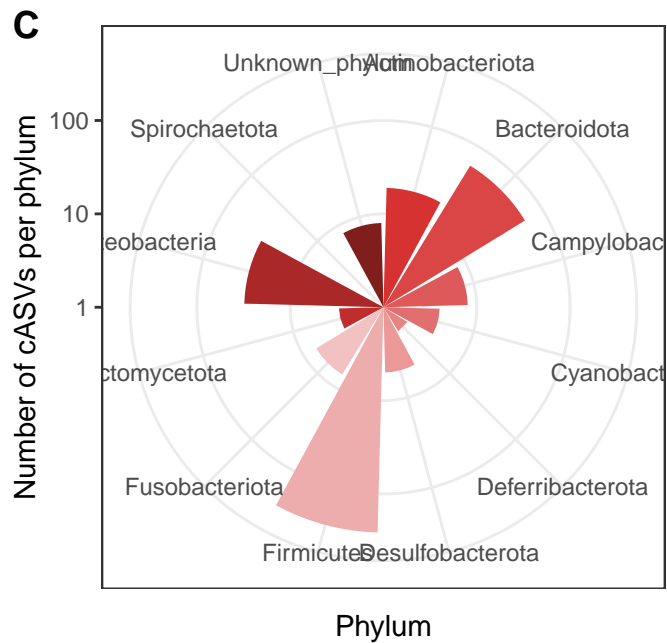 C
Unknown_phylum
Actinobacteriota
Spirochaetota
Bacteroidota
teobacteria
Campylobac
ctomycetota
Cyanobact
Fusobacteriota
Deferribacterota
Firmicutes
Desulfobacterota
100
10
1
Number of cASVs per phylum
Phylum